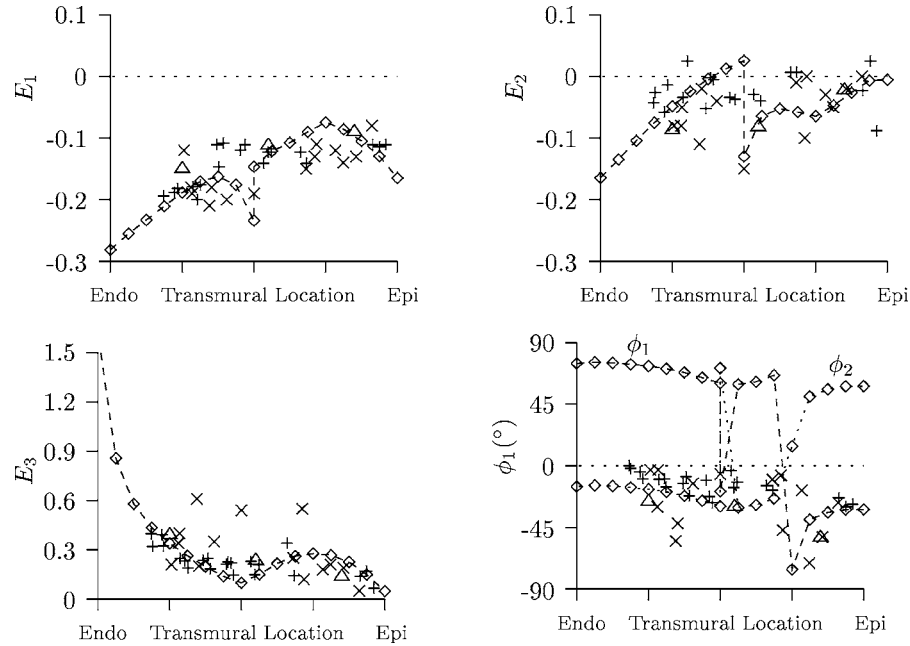 0.1
0
-0.1
-0.2
-0.3
E1
Endo Transmural Location Epi
0.1
0
-0.1
-0.2
-0.3
E2
Endo Transmural Location Epi
1.5
1.2
0.9
0.6
0.3
0
E3
Endo Transmural Location Epi
90
45
0
-45
-90
ϕ1(°)
ϕ1
ϕ2
Endo Transmural Location Epi